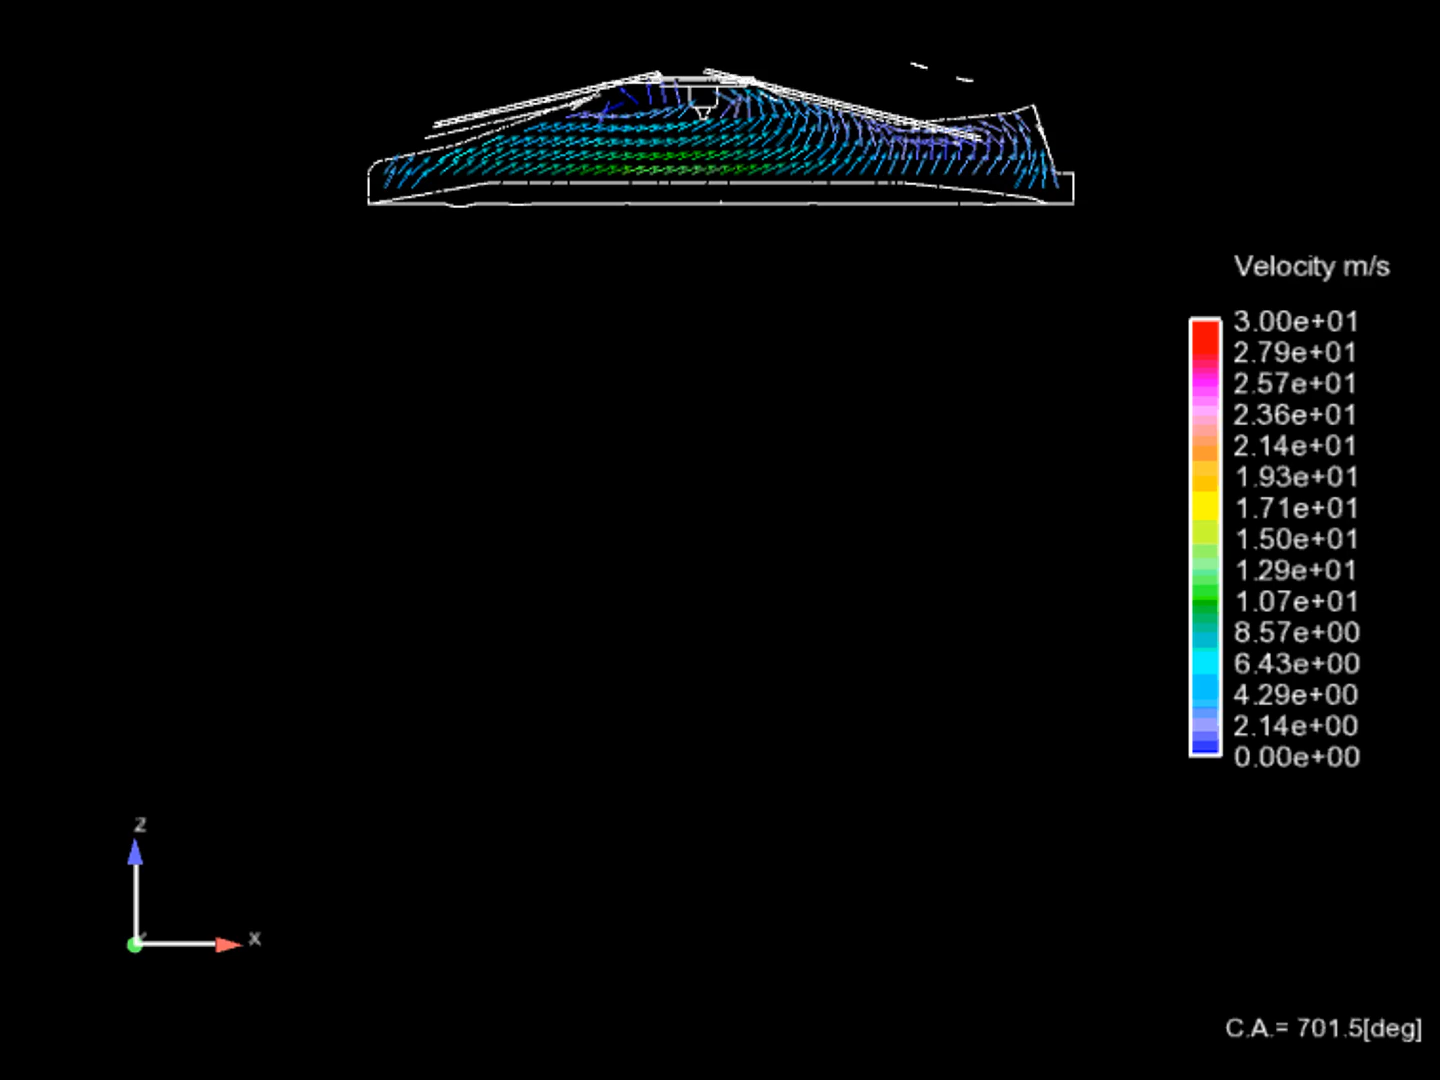 Velocity m/s
3.00e+01
2.79e+01
2.57e+01
2.36e+01
2.14e+01
1.93e+01
1.71e+01
1.50e+01
1.29e+01
1.07e+01
8.57e+00
6.43e+00
4.29e+00
2.14e+00
0.00e+00
z
x
C.A.= 701.5[deg]